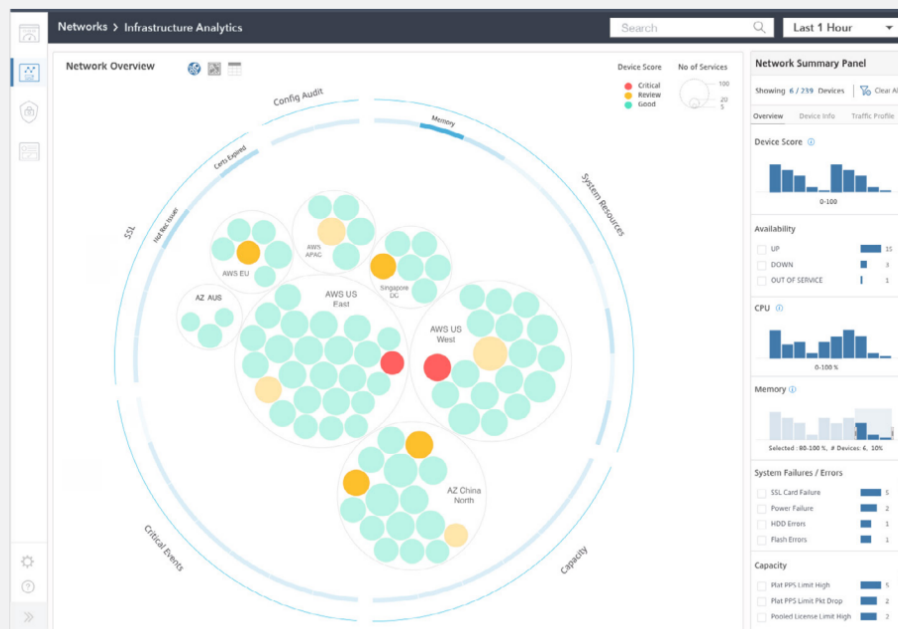 Networks > Infrastructure Analytics
Search
Last 1 Hour
Network Overview
Device Score
Critical
Review
Good
No of Services
100
20
5
Config Audit
Memory
System Resources
Certs Expired
SSL
Not Rec Issuer
AWS APAC
AWS EU
Singapore DC
AZ AUS
AWS US East
AWS US West
AZ China North
Critical Events
Capacity
Network Summary Panel
Showing 6 / 239 Devices
Clear Al
Overview Device Info Traffic Profile
Device Score
0-100
Availability
UP 15
DOWN 3
OUT OF SERVICE 1
CPU
0-100 %
Memory
Selected : 80-100 %, # Devices: 6, 10%
System Failures / Errors
SSL Card Failure 5
Power Failure 2
HDD Errors 1
Flash Errors 1
Capacity
Plat PPS Limit High 5
Plat PPS Limit Pkt Drop 2
Pooled License Limit High 2